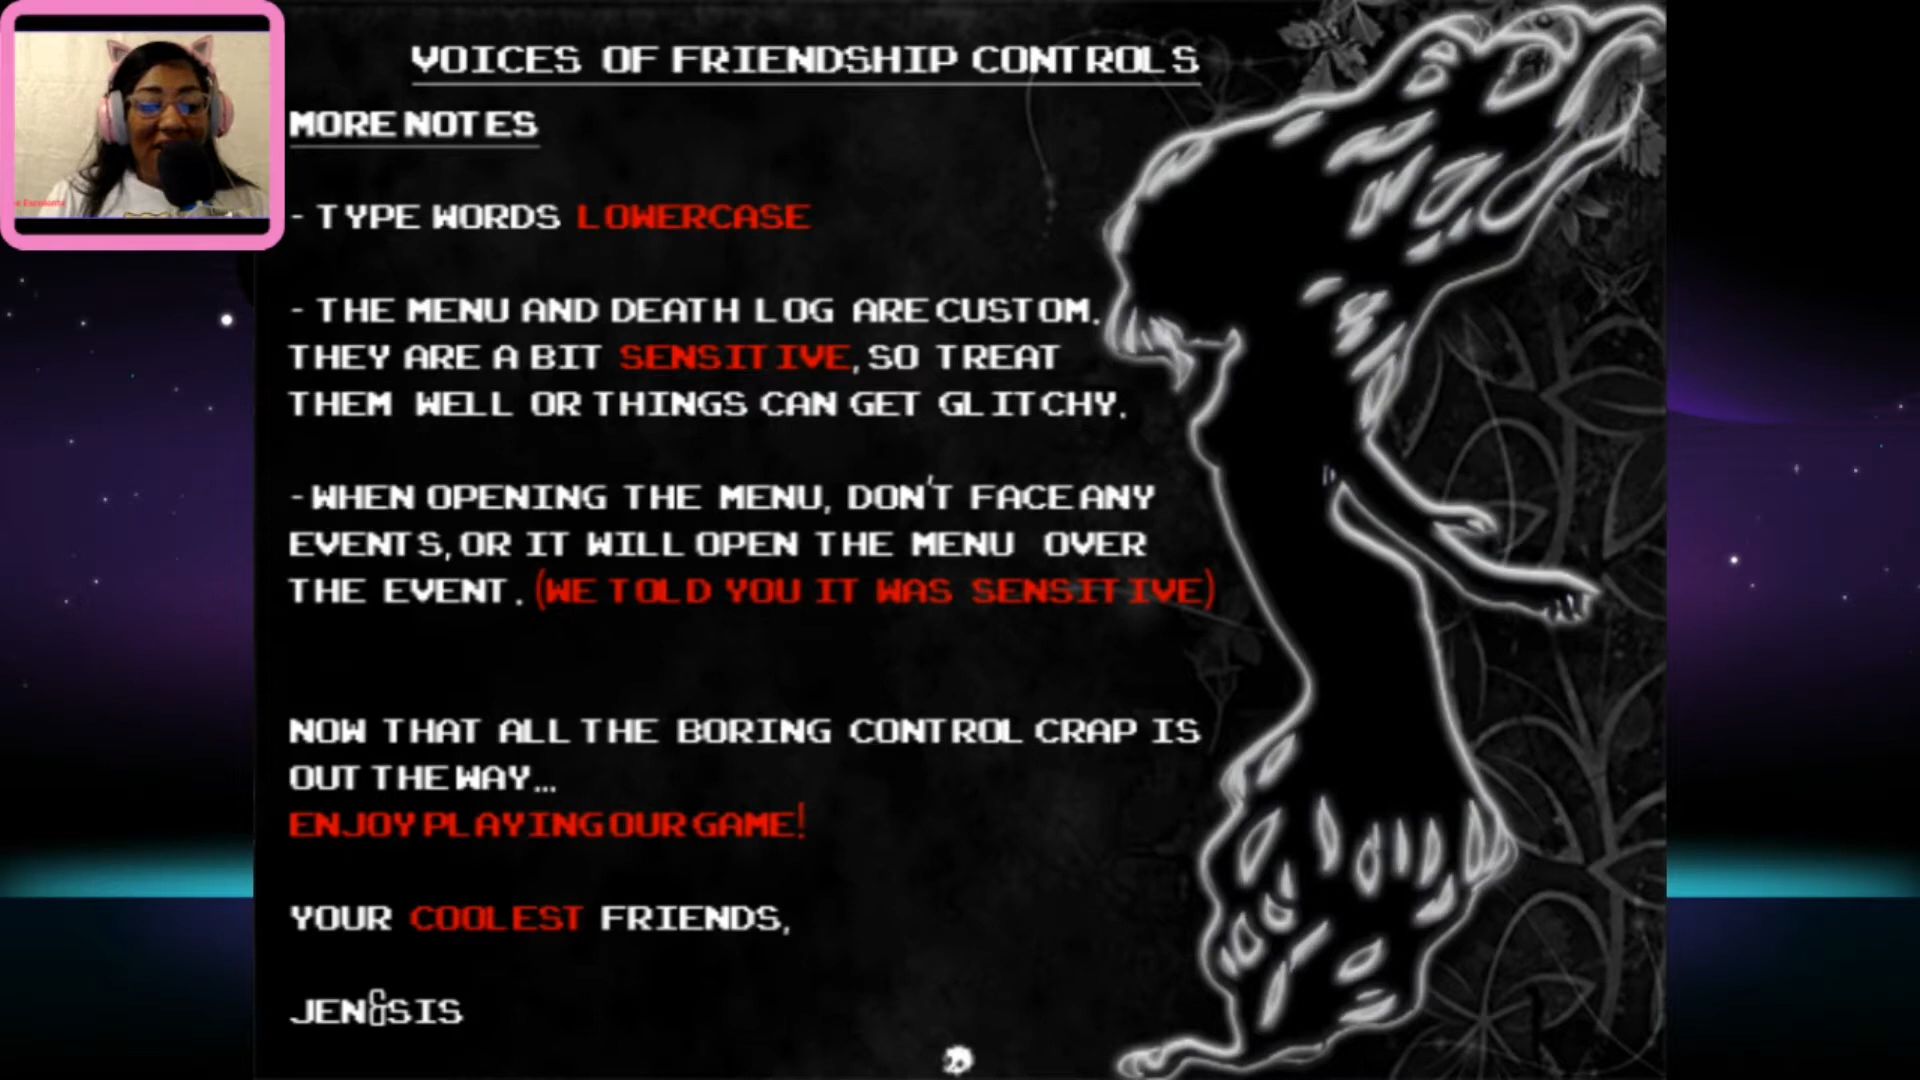 VOICES OF FRIENDSHIP CONTROLS
MORE NOTES
- TYPE WORDS LOWERCASE
- THE MENU AND DEATH LOG ARE CUSTOM.
THEY ARE A BIT SENSITIVE, SO TREAT
THEM WELL OR THINGS CAN GET GLITCHY.
- WHEN OPENING THE MENU, DON'T FACE ANY
EVENTS, OR IT WILL OPEN THE MENU OVER
THE EVENT. (WE TOLD YOU IT WAS SENSITIVE)
NOW THAT ALL THE BORING CONTROL CRAP IS
OUT THE WAY...
ENJOY PLAYING OUR GAME!
YOUR COOLEST FRIENDS,
JEN&SIS